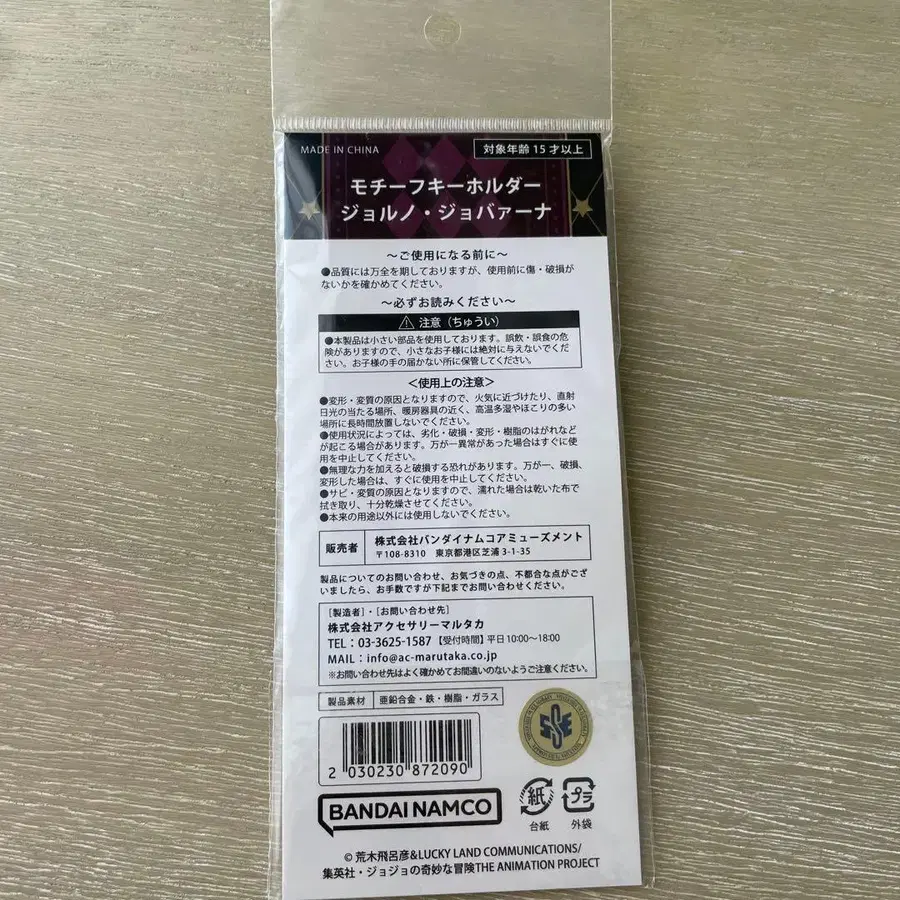 MADE IN CHINA
対象年齢 15 才以上
モチーフキーホルダー
ジョルノ・ジョバァーナ
～ご使用になる前に～
●品質には万全を期しておりますが、使用前に傷・破損が
ないかを確かめてください。
～必ずお読みください～
注意（ちゅうい）
●本製品は小さい部品を使用しております。誤飲・誤食の危
険がありますので、小さなお子様には絶対に与えないでくだ
さい。お子様の手の届かない所に保管してください。
＜使用上の注意＞
●変形・変質の原因となりますので、火気に近づけたり、直射
日光の当たる場所、暖房器具の近く、高温多湿やほこりの多い
場所に長時間放置しないでください。
●使用状況によっては、劣化・破損・変形・樹脂のはがれなど
が起こる場合があります。万が一異常があった場合はすぐに使
用を中止してください。
●無理な力を加えると破損する恐れがあります。万が一、破損、
変形した場合は、すぐに使用を中止してください。
●サビ・変質の原因となりますので、濡れた場合は乾いた布で
拭き取り、十分乾燥させてください。
●本来の用途以外には使用しないでください。
販売者
株式会社バンダイナムコアミューズメント
〒108-8310 東京都港区芝浦 3-1-35
製品についてのお問い合わせ、お気づきの点、不都合な点がござ
いましたら、お手数ですが下記までお問い合わせください。
［製造者］・［お問い合わせ先］
株式会社アクセサリーマルタカ
TEL：03-3625-1587【受付時間】平日 10:00〜18:00
MAIL：info@ac-marutaka.co.jp
※お問い合わせ先はよく確かめてお間違いのないようご注意ください。
製品素材 亜鉛合金・鉄・樹脂・ガラス
2 030230 872090
BANDAI NAMCO
紙
台紙
プラ
外袋
© 荒木飛呂彦&LUCKY LAND COMMUNICATIONS/
集英社・ジョジョの奇妙な冒険THE ANIMATION PROJECT